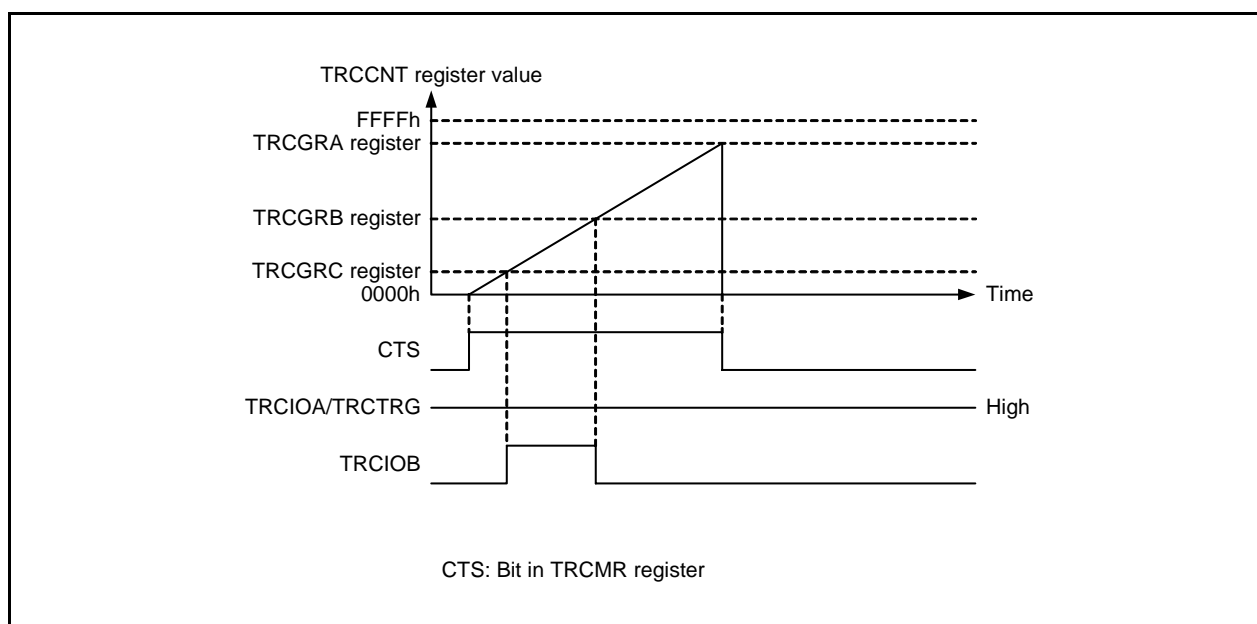 TRCCNT register value
FFFFh
TRCGRA register
TRCGRB register
TRCGRC register
0000h
Time
CTS
TRCIOA/TRCTRG
High
TRCIOB
CTS: Bit in TRCMR register